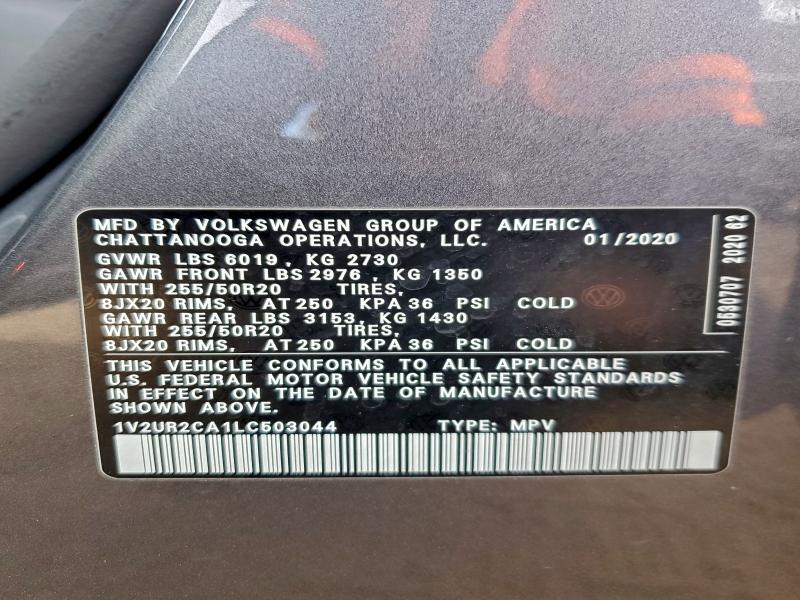 MFD BY VOLKSWAGEN GROUP OF AMERICA
CHATTANOOGA OPERATIONS, LLC. 01/2020
GVWR LBS 6019, KG 2730
GAWR FRONT LBS 2976, KG 1350
WITH 255/50R20 TIRES,
8JX20 RIMS, AT 250 KPA 36 PSI COLD
GAWR REAR LBS 3153, KG 1430
WITH 255/50R20 TIRES,
8JX20 RIMS, AT 250 KPA 36 PSI COLD
THIS VEHICLE CONFORMS TO ALL APPLICABLE
U.S. FEDERAL MOTOR VEHICLE SAFETY STANDARDS
IN EFFECT ON THE DATE OF MANUFACTURE
SHOWN ABOVE.
1V2UR2CA1LC503044 TYPE: MPV
0530707 2020 62